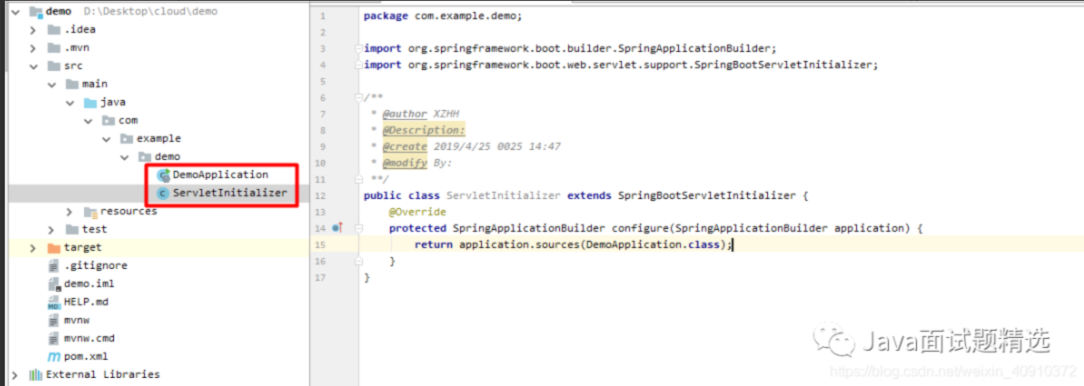 demo D:\Desktop\cloud\demo
.idea
.mvn
src
main
java
com
example
demo
DemoApplication
ServletInitializer
resources
test
target
.gitignore
demo.iml
HELP.md
mvnw
mvnw.cmd
pom.xml
External Libraries
1 package com.example.demo;
2
3 import org.springframework.boot.builder.SpringApplicationBuilder;
4 import org.springframework.boot.web.servlet.support.SpringBootServletInitializer;
5
6 /**
7 * @author XZHH
8 * @Description:
9 * @create 2019/4/25 0025 14:47
10 * @modify By:
11 **/
12 public class ServletInitializer extends SpringBootServletInitializer {
13 @Override
14 protected SpringApplicationBuilder configure(SpringApplicationBuilder application) {
15 return application.sources(DemoApplication.class);
16 }
17 }
Java面试题精选
https://blog.csdn.net/weixin_40910372